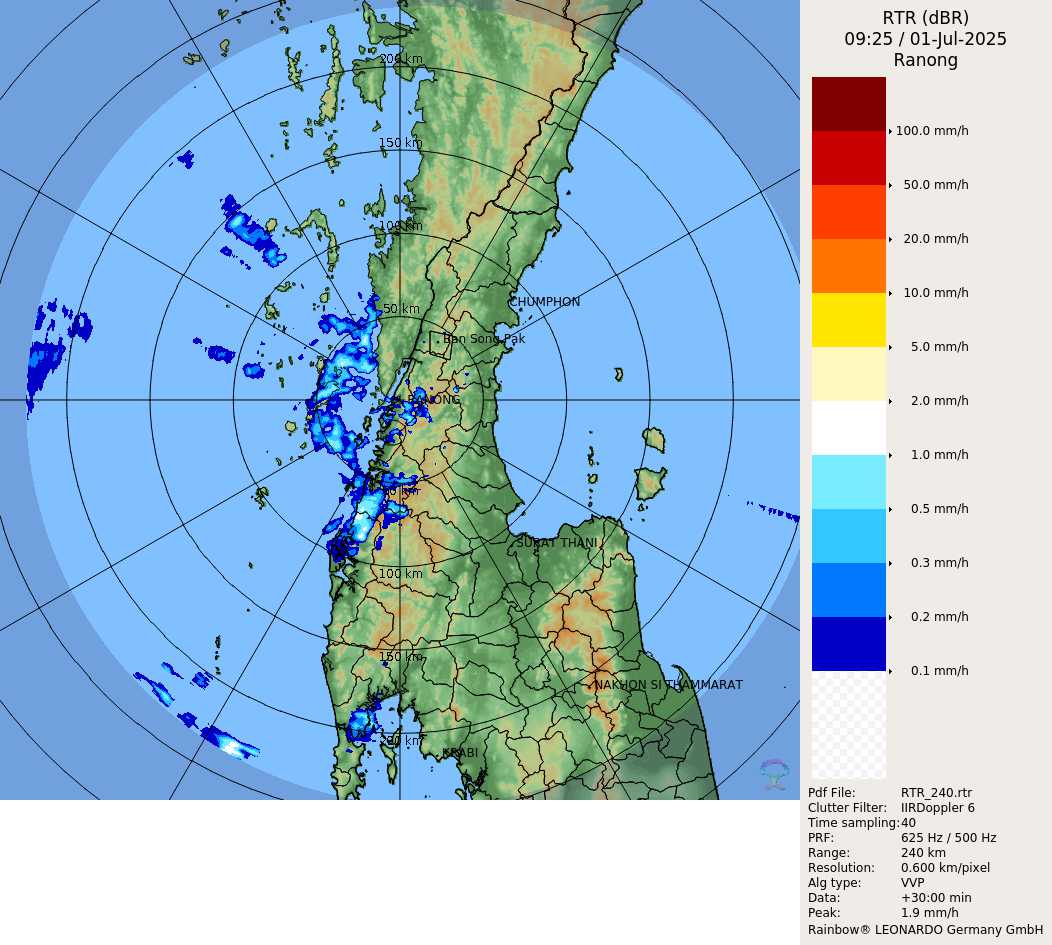 RTR (dBR)
09:25 / 01-Jul-2025
Ranong
200 km
150 km
100 km
50 km
CHUMPHON
Ban Song Pak
RANONG
50 km
SURAT THANI
100 km
150 km
NAKHON SI THAMMARAT
200 km
KRABI
100.0 mm/h
50.0 mm/h
20.0 mm/h
10.0 mm/h
5.0 mm/h
2.0 mm/h
1.0 mm/h
0.5 mm/h
0.3 mm/h
0.2 mm/h
0.1 mm/h
Pdf File: RTR_240.rtr
Clutter Filter: IIRDoppler 6
Time sampling: 40
PRF: 625 Hz / 500 Hz
Range: 240 km
Resolution: 0.600 km/pixel
Alg type: VVP
Data: +30:00 min
Peak: 1.9 mm/h
Rainbow® LEONARDO Germany GmbH